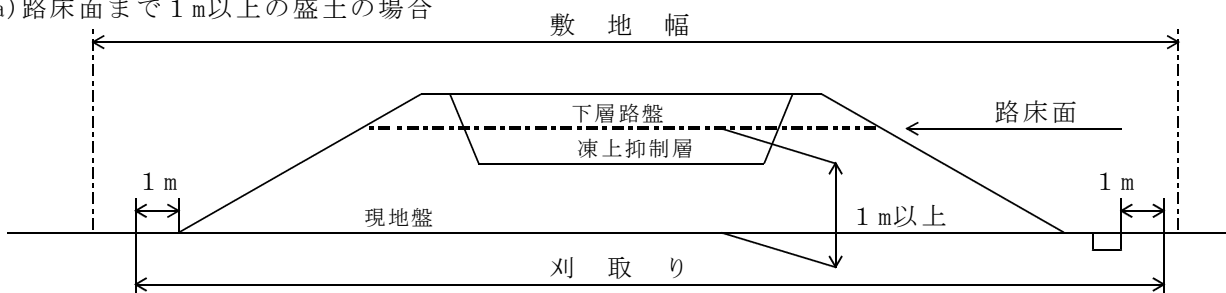 a)路床面まで１m以上の盛土の場合
敷 地 幅
下層路盤
路床面
凍上抑制層
１m
１m
現地盤
１m以上
刈 取 り